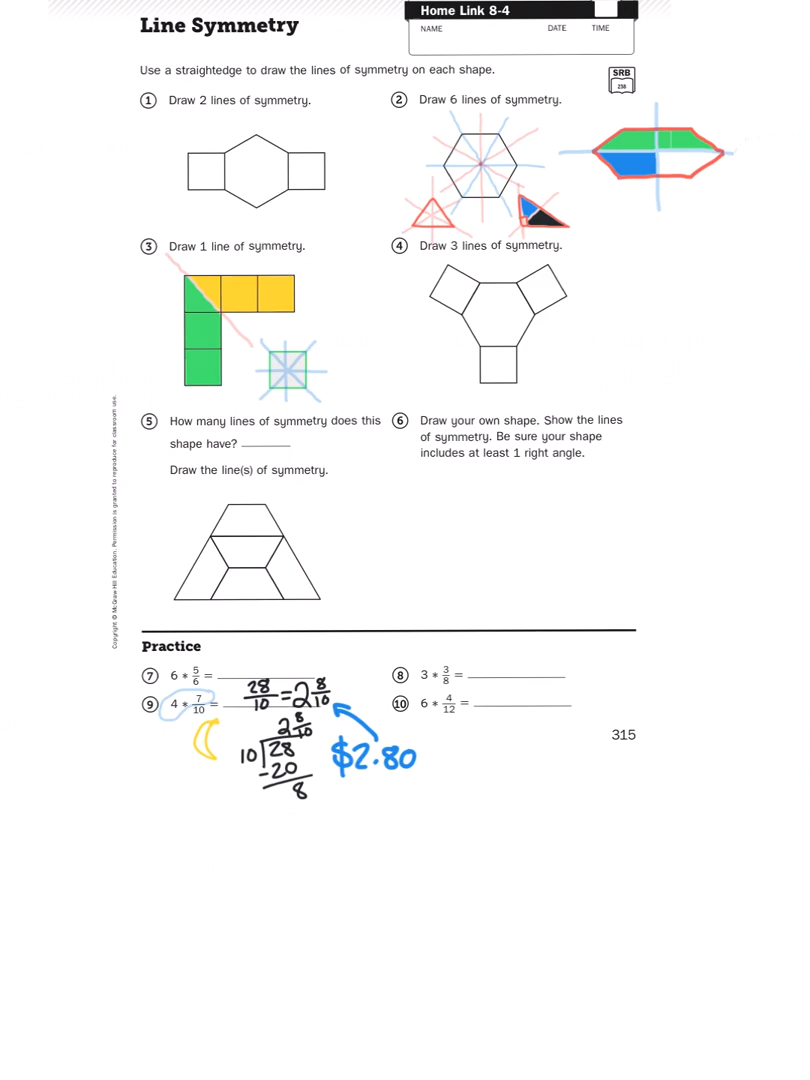 Line Symmetry
Home Link 8-4
NAME DATE TIME
Use a straightedge to draw the lines of symmetry on each shape.
SRB
236
1 Draw 2 lines of symmetry.
2 Draw 6 lines of symmetry.
3 Draw 1 line of symmetry.
4 Draw 3 lines of symmetry.
5 How many lines of symmetry does this
shape have? ________
Draw the line(s) of symmetry.
6 Draw your own shape. Show the lines
of symmetry. Be sure your shape
includes at least 1 right angle.
Copyright © McGraw-Hill Education. Permission is granted to reproduce for classroom use.
Practice
7 6 * 5/6 = ________
8 3 * 3/8 = ________
9 4 * 7/10 = 28/10 = 2 8/10
10 6 * 4/12 = ________
2 8/10
10 28
-20
8
$2.80
315